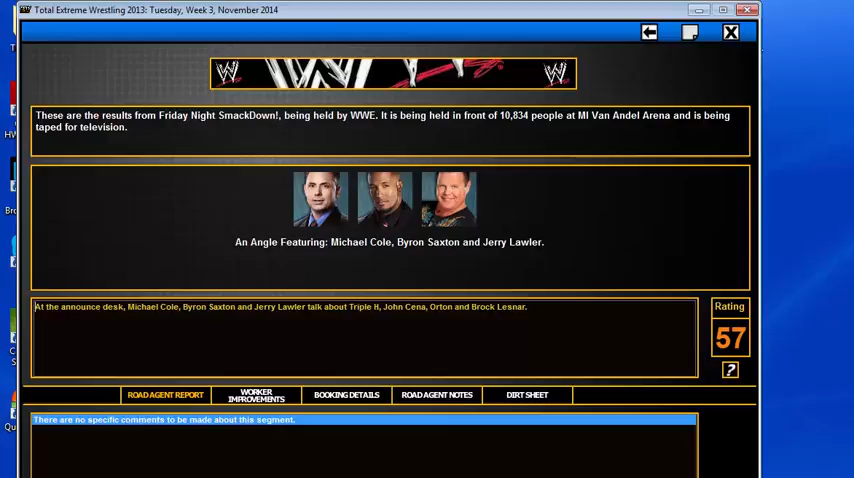 Total Extreme Wrestling 2013: Tuesday, Week 3, November 2014
These are the results from Friday Night SmackDown!, being held by WWE. It is being held in front of 10,834 people at MI Van Andel Arena and is being
taped for television.
An Angle Featuring: Michael Cole, Byron Saxton and Jerry Lawler.
At the announce desk, Michael Cole, Byron Saxton and Jerry Lawler talk about Triple H, John Cena, Orton and Brock Lesnar.
Rating
57
?
ROAD AGENT REPORT
WORKER
IMPROVEMENTS
BOOKING DETAILS
ROAD AGENT NOTES
DIRT SHEET
There are no specific comments to be made about this segment.